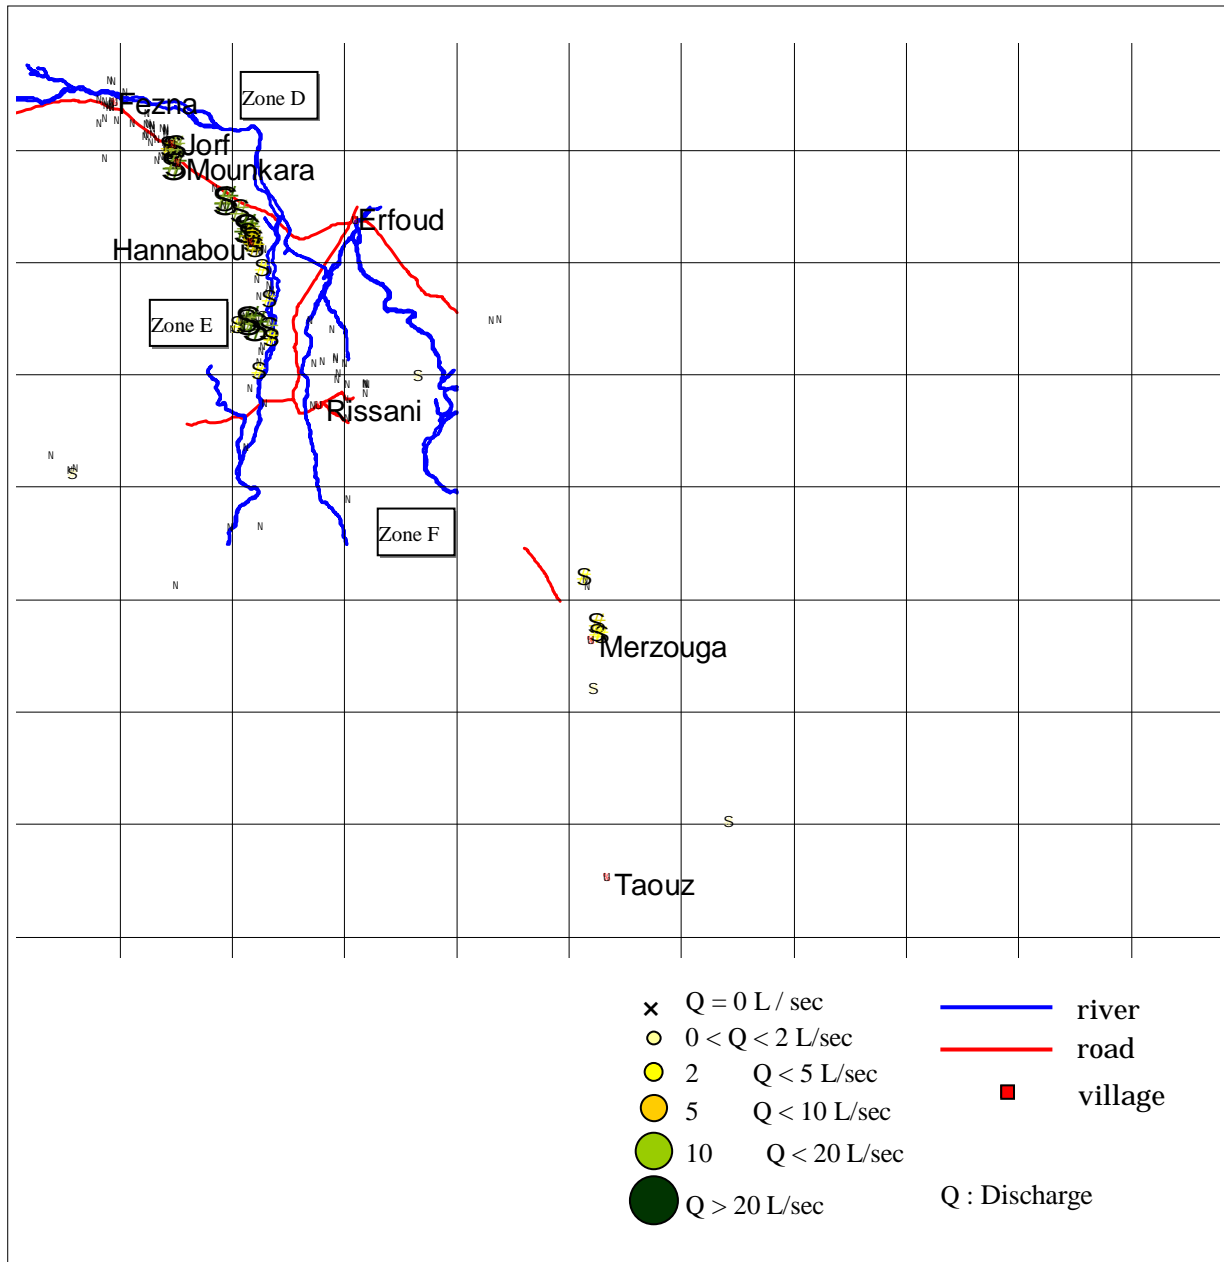 Zone D
Fezna
Jorf
Mounkara
Erfoud
Hannabou
Zone E
Rissani
Zone F
Merzouga
Taouz
Q = 0 L / sec
0 < Q < 2 L/sec
2 Q < 5 L/sec
5 Q < 10 L/sec
10 Q < 20 L/sec
Q > 20 L/sec
river
road
village
Q : Discharge